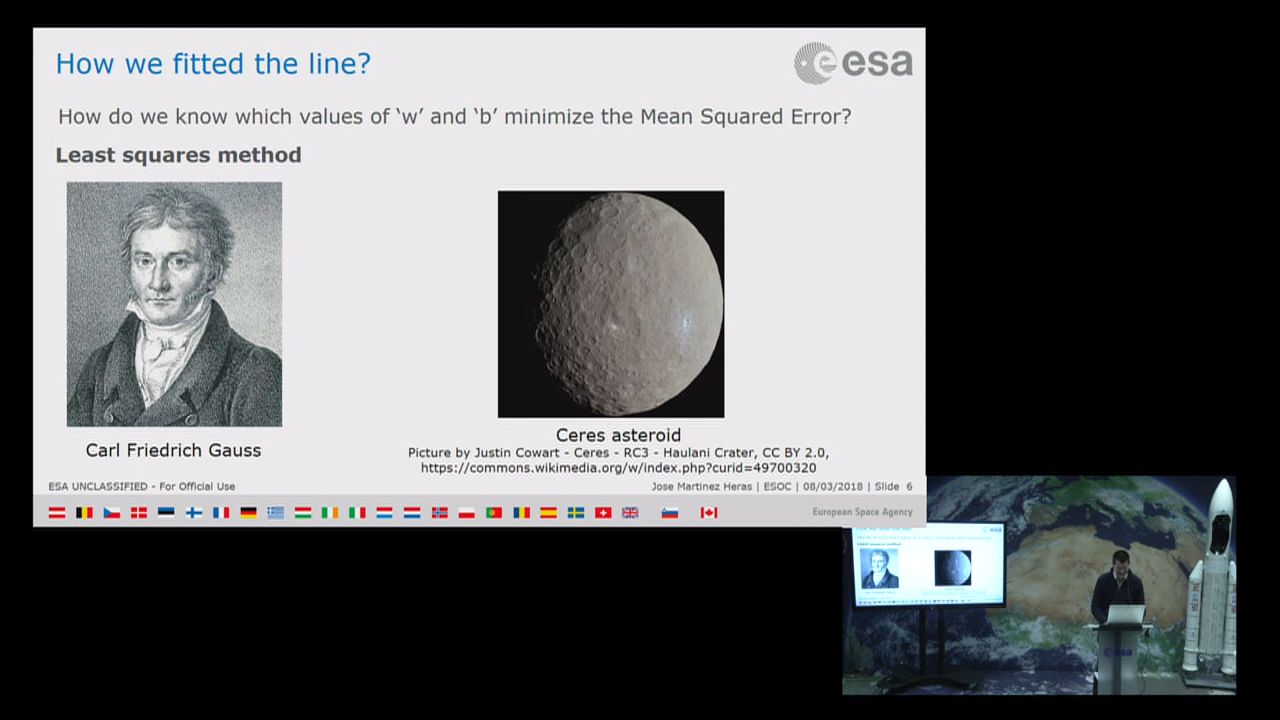 How we fitted the line?
esa
How do we know which values of ‘w’ and ‘b’ minimize the Mean Squared Error?
Least squares method
Carl Friedrich Gauss
Ceres asteroid
Picture by Justin Cowart - Ceres - RC3 - Haulani Crater, CC BY 2.0,
https://commons.wikimedia.org/w/index.php?curid=49700320
ESA UNCLASSIFIED - For Official Use
Jose Martinez Heras | ESOC | 08/03/2018 | Slide 6
European Space Agency
esa